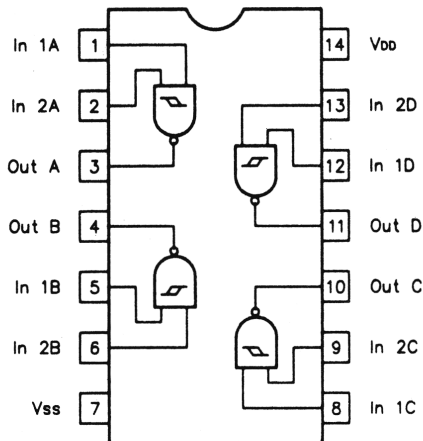 In 1A 1 14 VDD
In 2A 2 13 In 2D
Out A 3 12 In 1D
Out B 4 11 Out D
In 1B 5 10 Out C
In 2B 6 9 In 2C
Vss 7 8 In 1C